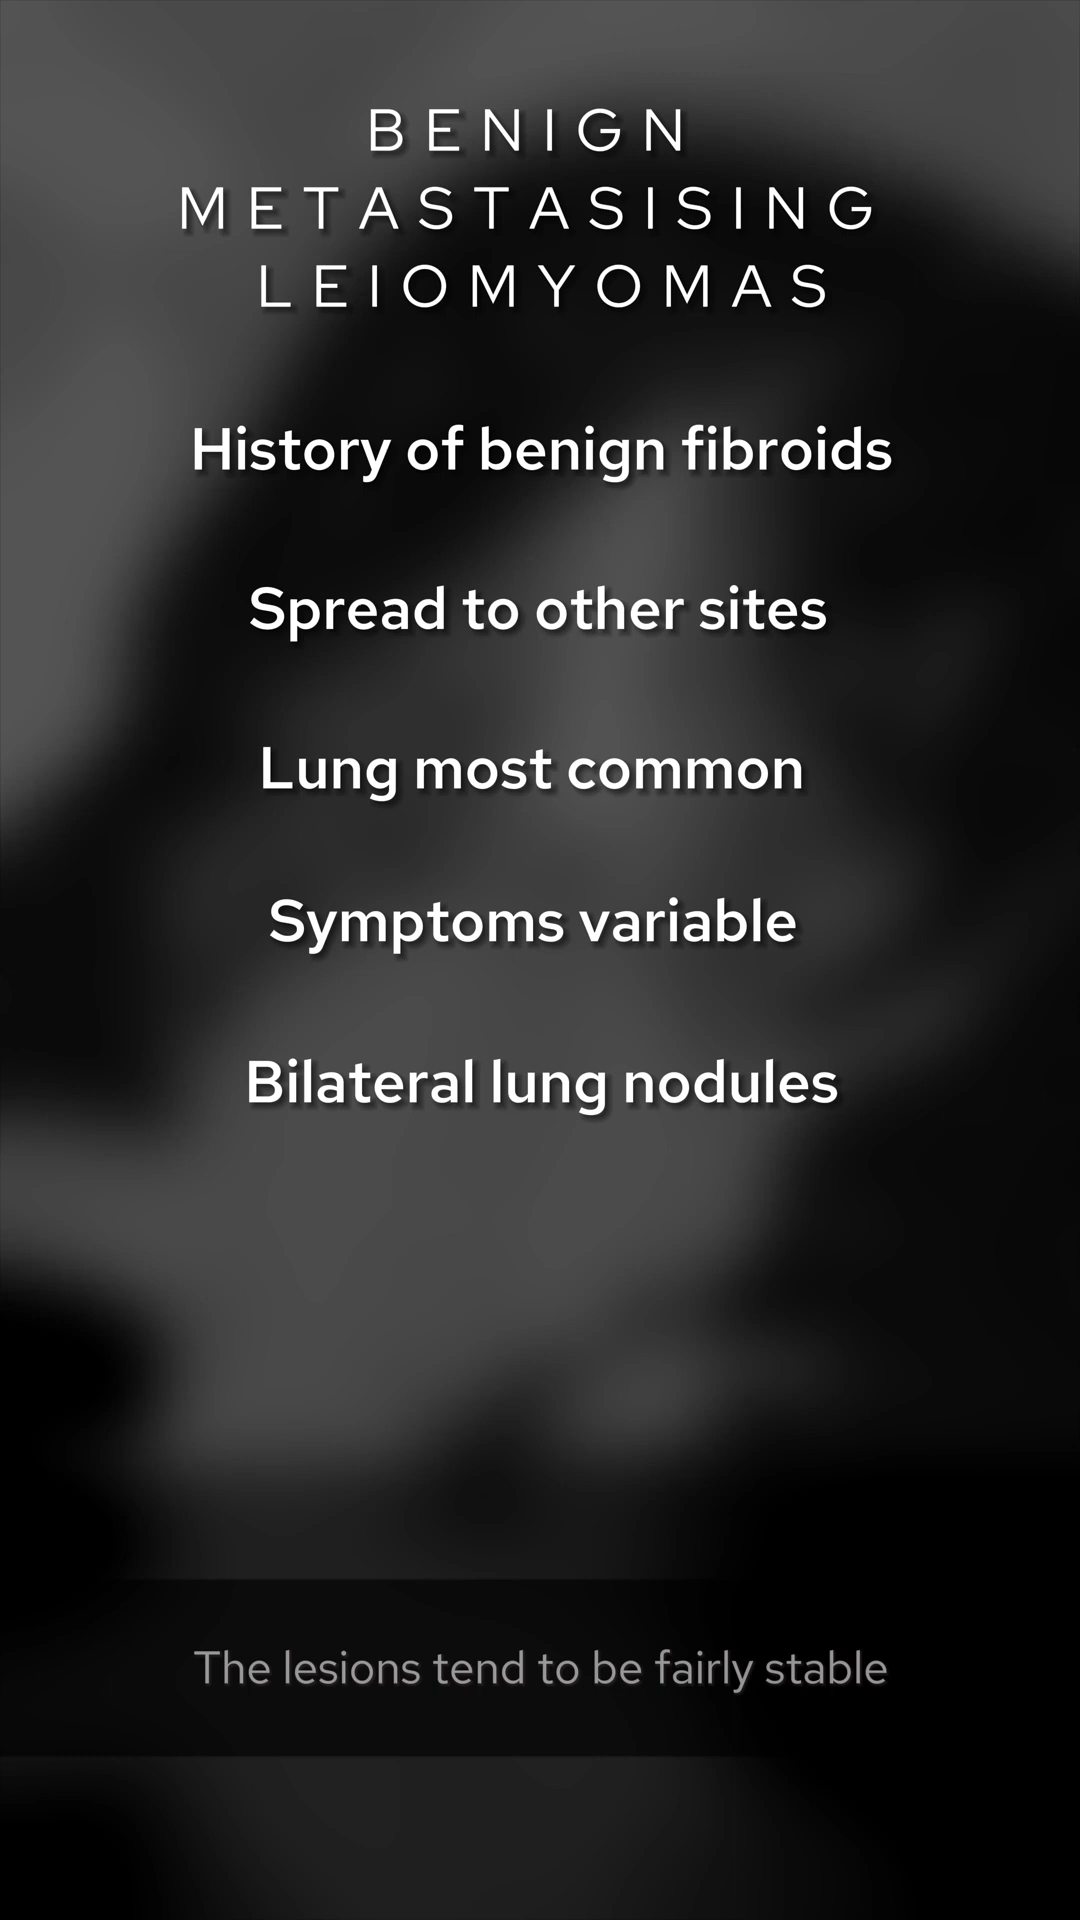 BENIGN
METASTASISING
LEIOMYOMAS
History of benign fibroids
Spread to other sites
Lung most common
Symptoms variable
Bilateral lung nodules
The lesions tend to be fairly stable